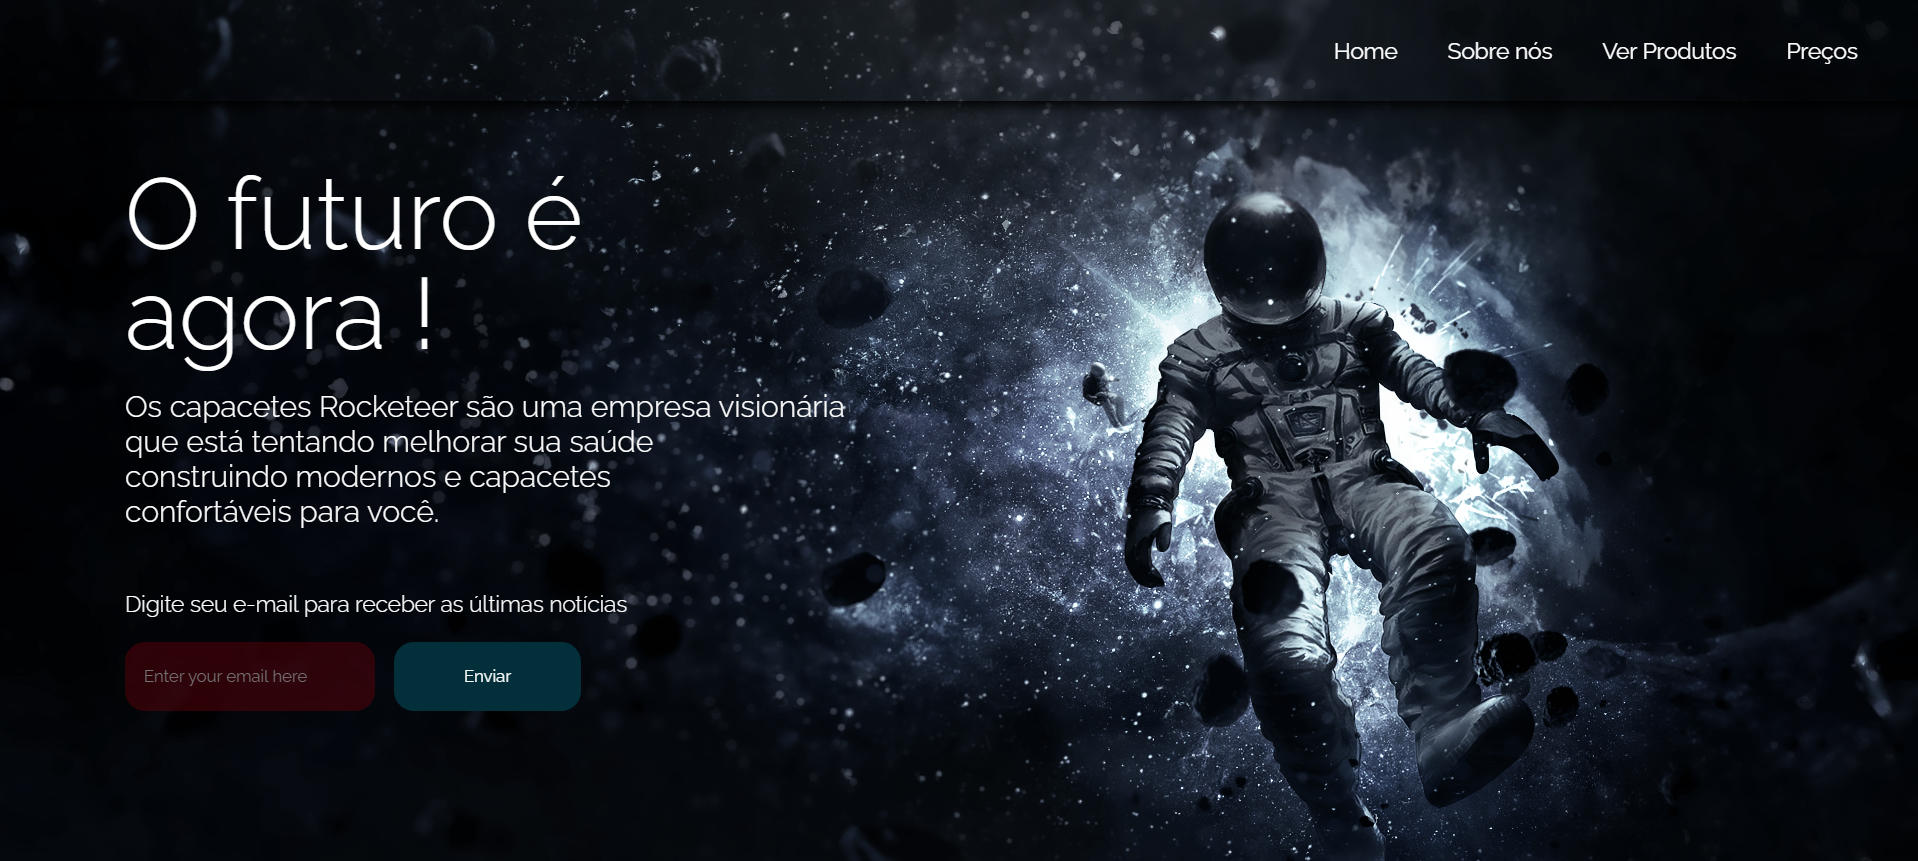 Home
Sobre nós
Ver Produtos
Preços
O futuro é
agora !
Os capacetes Rocketeer são uma empresa visionária
que está tentando melhorar sua saúde
construindo modernos e capacetes
confortáveis para você.
Digite seu e-mail para receber as últimas notícias
Enter your email here
Enviar